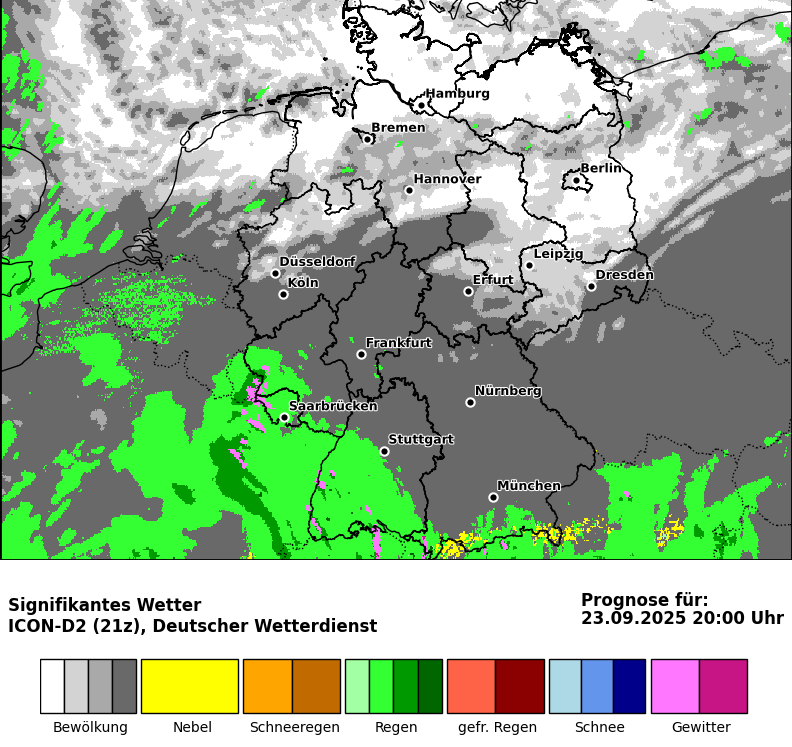 Hamburg
Bremen
Berlin
Hannover
Leipzig
Düsseldorf
Dresden
Köln
Erfurt
Frankfurt
Nürnberg
Saarbrücken
Stuttgart
München
Signifikantes Wetter
ICON-D2 (21z), Deutscher Wetterdienst
Prognose für:
23.09.2025 20:00 Uhr
Bewölkung Nebel Schneeregen Regen gefr. Regen Schnee Gewitter